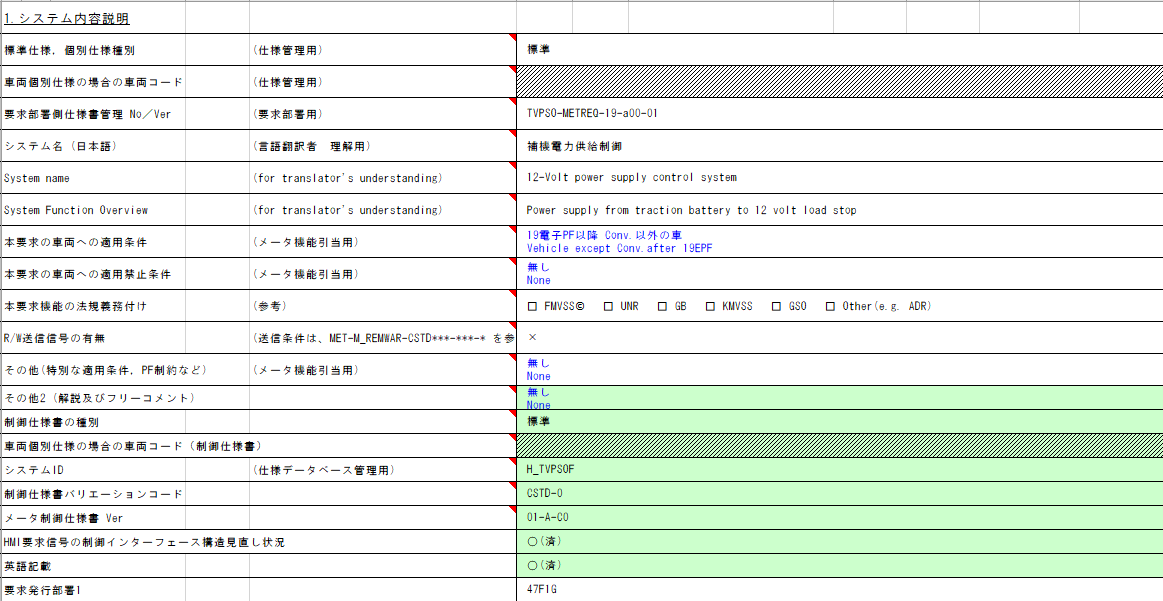 1. システム内容説明
標準仕様, 個別仕様種別 (仕様管理用) 標準
車両個別仕様の場合の車両コード (仕様管理用)
要求部署側仕様書管理 No/Ver (要求部署用) TVPSO-METREQ-19-a00-01
システム名 (日本語) (言語翻訳者 理解用) 補機電力供給制御
System name (for translator's understanding) 12-Volt power supply control system
System Function Overview (for translator's understanding) Power supply from traction battery to 12 volt load stop
本要求の車両への適用条件 (メータ機能引当用) 19電子PF以降 Conv.以外の車
Vehicle except Conv.after 19EPF
本要求の車両への適用禁止条件 (メータ機能引当用) 無し
None
本要求機能の法規義務付け (参考) □ FMVSS© □ UNR □ GB □ KMVSS □ GSO □ Other(e.g. ADR)
R/W送信信号の有無 (送信条件は、MET-M_REMWAR-CSTD***-***-* を参 ×
その他(特別な適用条件, PF制約など) (メータ機能引当用) 無し
None
その他2 (解説及びフリーコメント) 無し
None
制御仕様書の種別 標準
車両個別仕様の場合の車両コード (制御仕様書)
システムID (仕様データベース管理用) H_TVPSOF
制御仕様書バリエーションコード CSTD-0
メータ制御仕様書 Ver 01-A-C0
HMI要求信号の制御インターフェース構造見直し状況 ○(済)
英語記載 ○(済)
要求発行部署1 47F1G